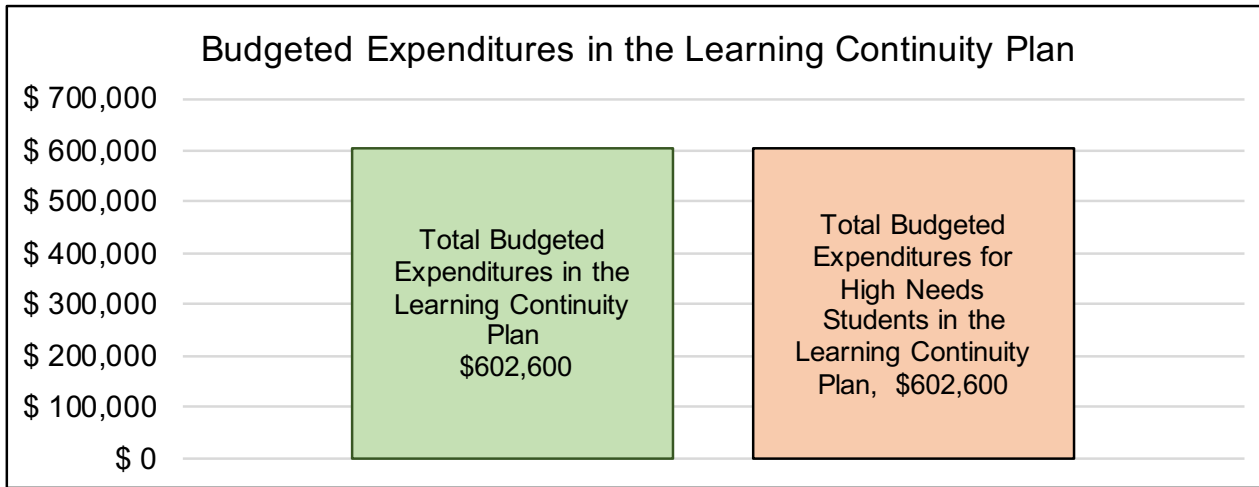 Budgeted Expenditures in the Learning Continuity Plan
$ 700,000
$ 600,000
$ 500,000
$ 400,000
$ 300,000
$ 200,000
$ 100,000
$ 0
Total Budgeted
Expenditures in the
Learning Continuity
Plan
$602,600
Total Budgeted
Expenditures for
High Needs
Students in the
Learning Continuity
Plan, $602,600